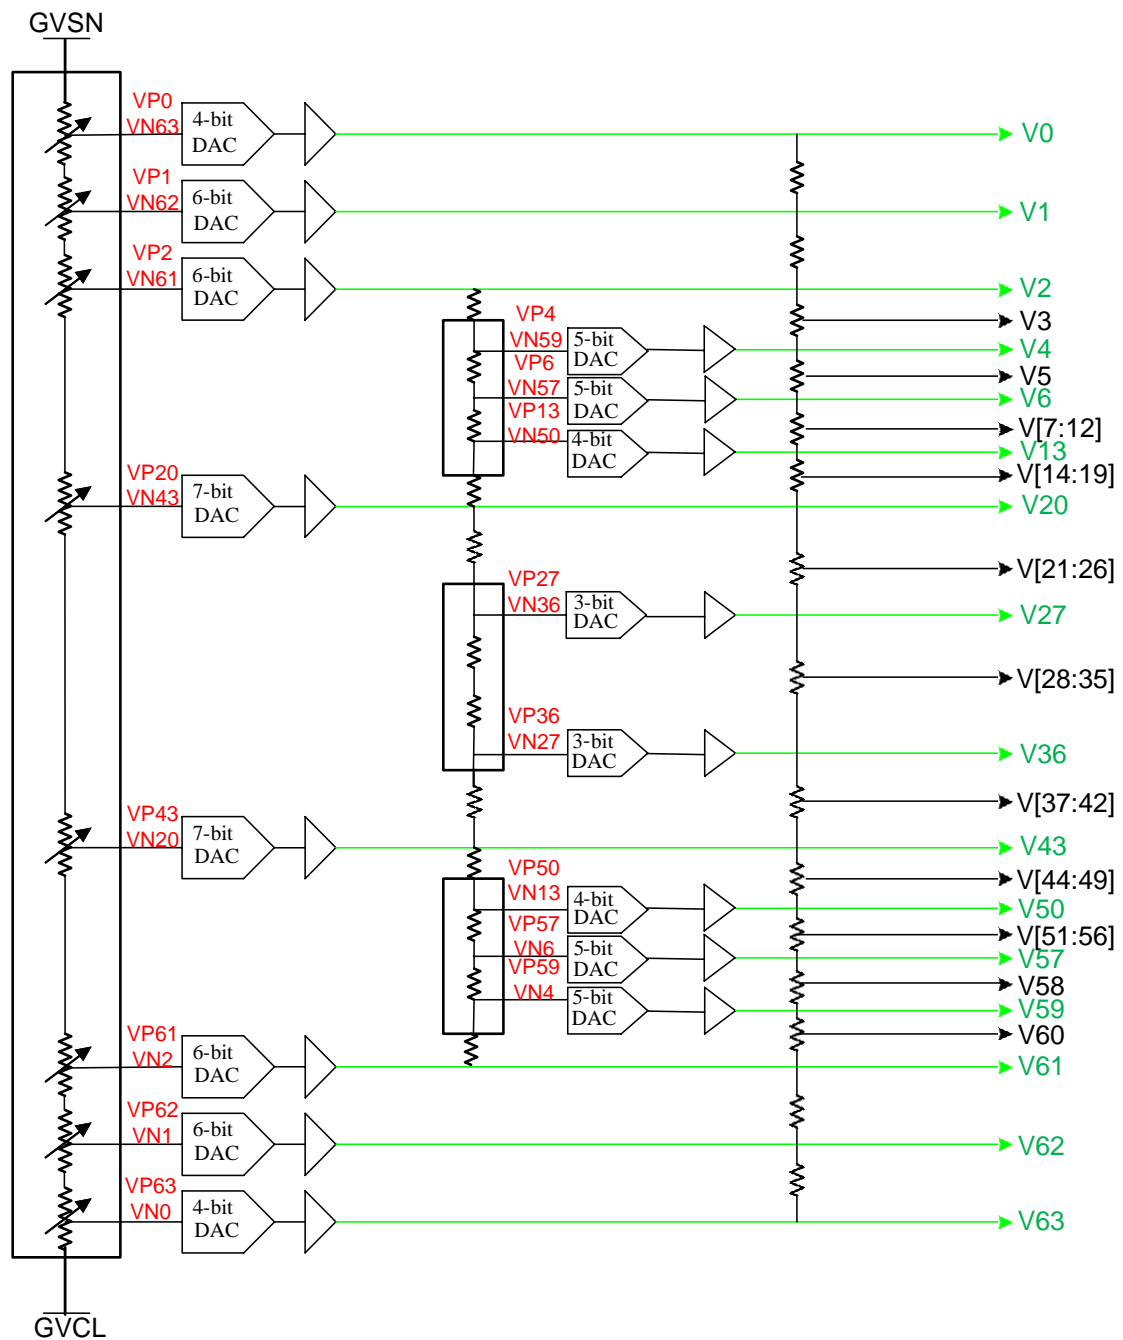 GVSN
VP0
VN63
4-bit
DAC
V0
VP1
VN62
6-bit
DAC
V1
VP2
VN61
6-bit
DAC
V2
V3
VP4
VN59
5-bit
DAC
V4
V5
VP6
VN57
5-bit
DAC
V6
V[7:12]
VP13
VN50
4-bit
DAC
V13
V[14:19]
VP20
VN43
7-bit
DAC
V20
V[21:26]
VP27
VN36
3-bit
DAC
V27
V[28:35]
VP36
VN27
3-bit
DAC
V36
V[37:42]
VP43
VN20
7-bit
DAC
V43
V[44:49]
VP50
VN13
4-bit
DAC
V50
V[51:56]
VP57
VN6
5-bit
DAC
V57
V58
VP59
VN4
5-bit
DAC
V59
V60
VP61
VN2
6-bit
DAC
V61
VP62
VN1
6-bit
DAC
V62
VP63
VN0
4-bit
DAC
V63
GVCL